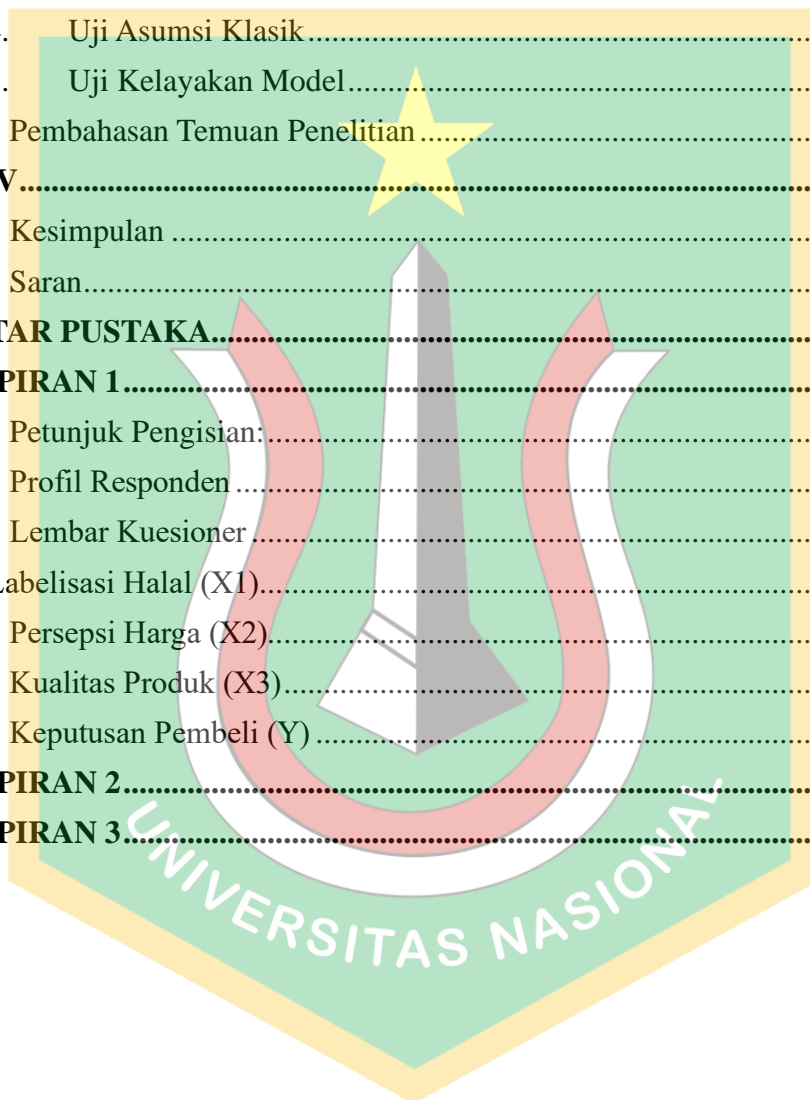 . Uji Asumsi Klasik
. Uji Kelayakan Model
Pembahasan Temuan Penelitian
V
Kesimpulan
Saran
TAR PUSTAKA
PIRAN 1
Petunjuk Pengisian:
Profil Responden
Lembar Kuesioner
Labelisasi Halal (X1)
Persepsi Harga (X2)
Kualitas Produk (X3)
Keputusan Pembeli (Y)
PIRAN 2
PIRAN 3
UNIVERSITAS NASIONAL